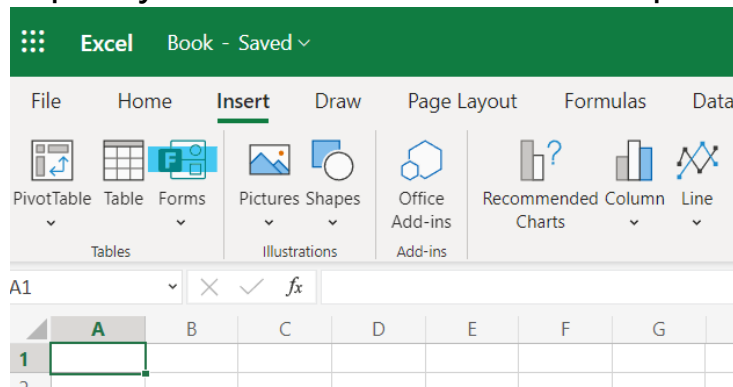 Excel Book - Saved
File Home Insert Draw Page Layout Formulas Data
F
?
PivotTable Table Forms Pictures Shapes Office Add-ins Recommended Charts Column Line
Tables Illustrations Add-ins
A1 fx
A B C D E F G
1